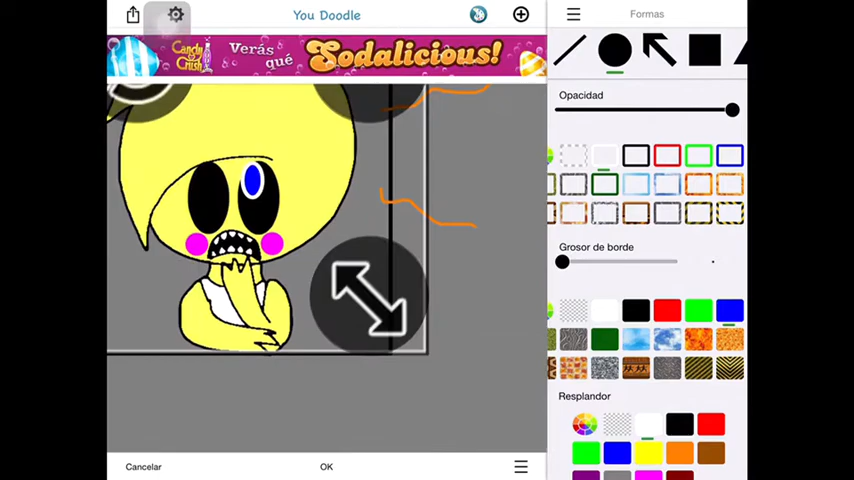 You Doodle
Formas
CANDY CRUSH
Verás qué
Sodalicious!
Opacidad
Grosor de borde
Resplandor
Cancelar
OK